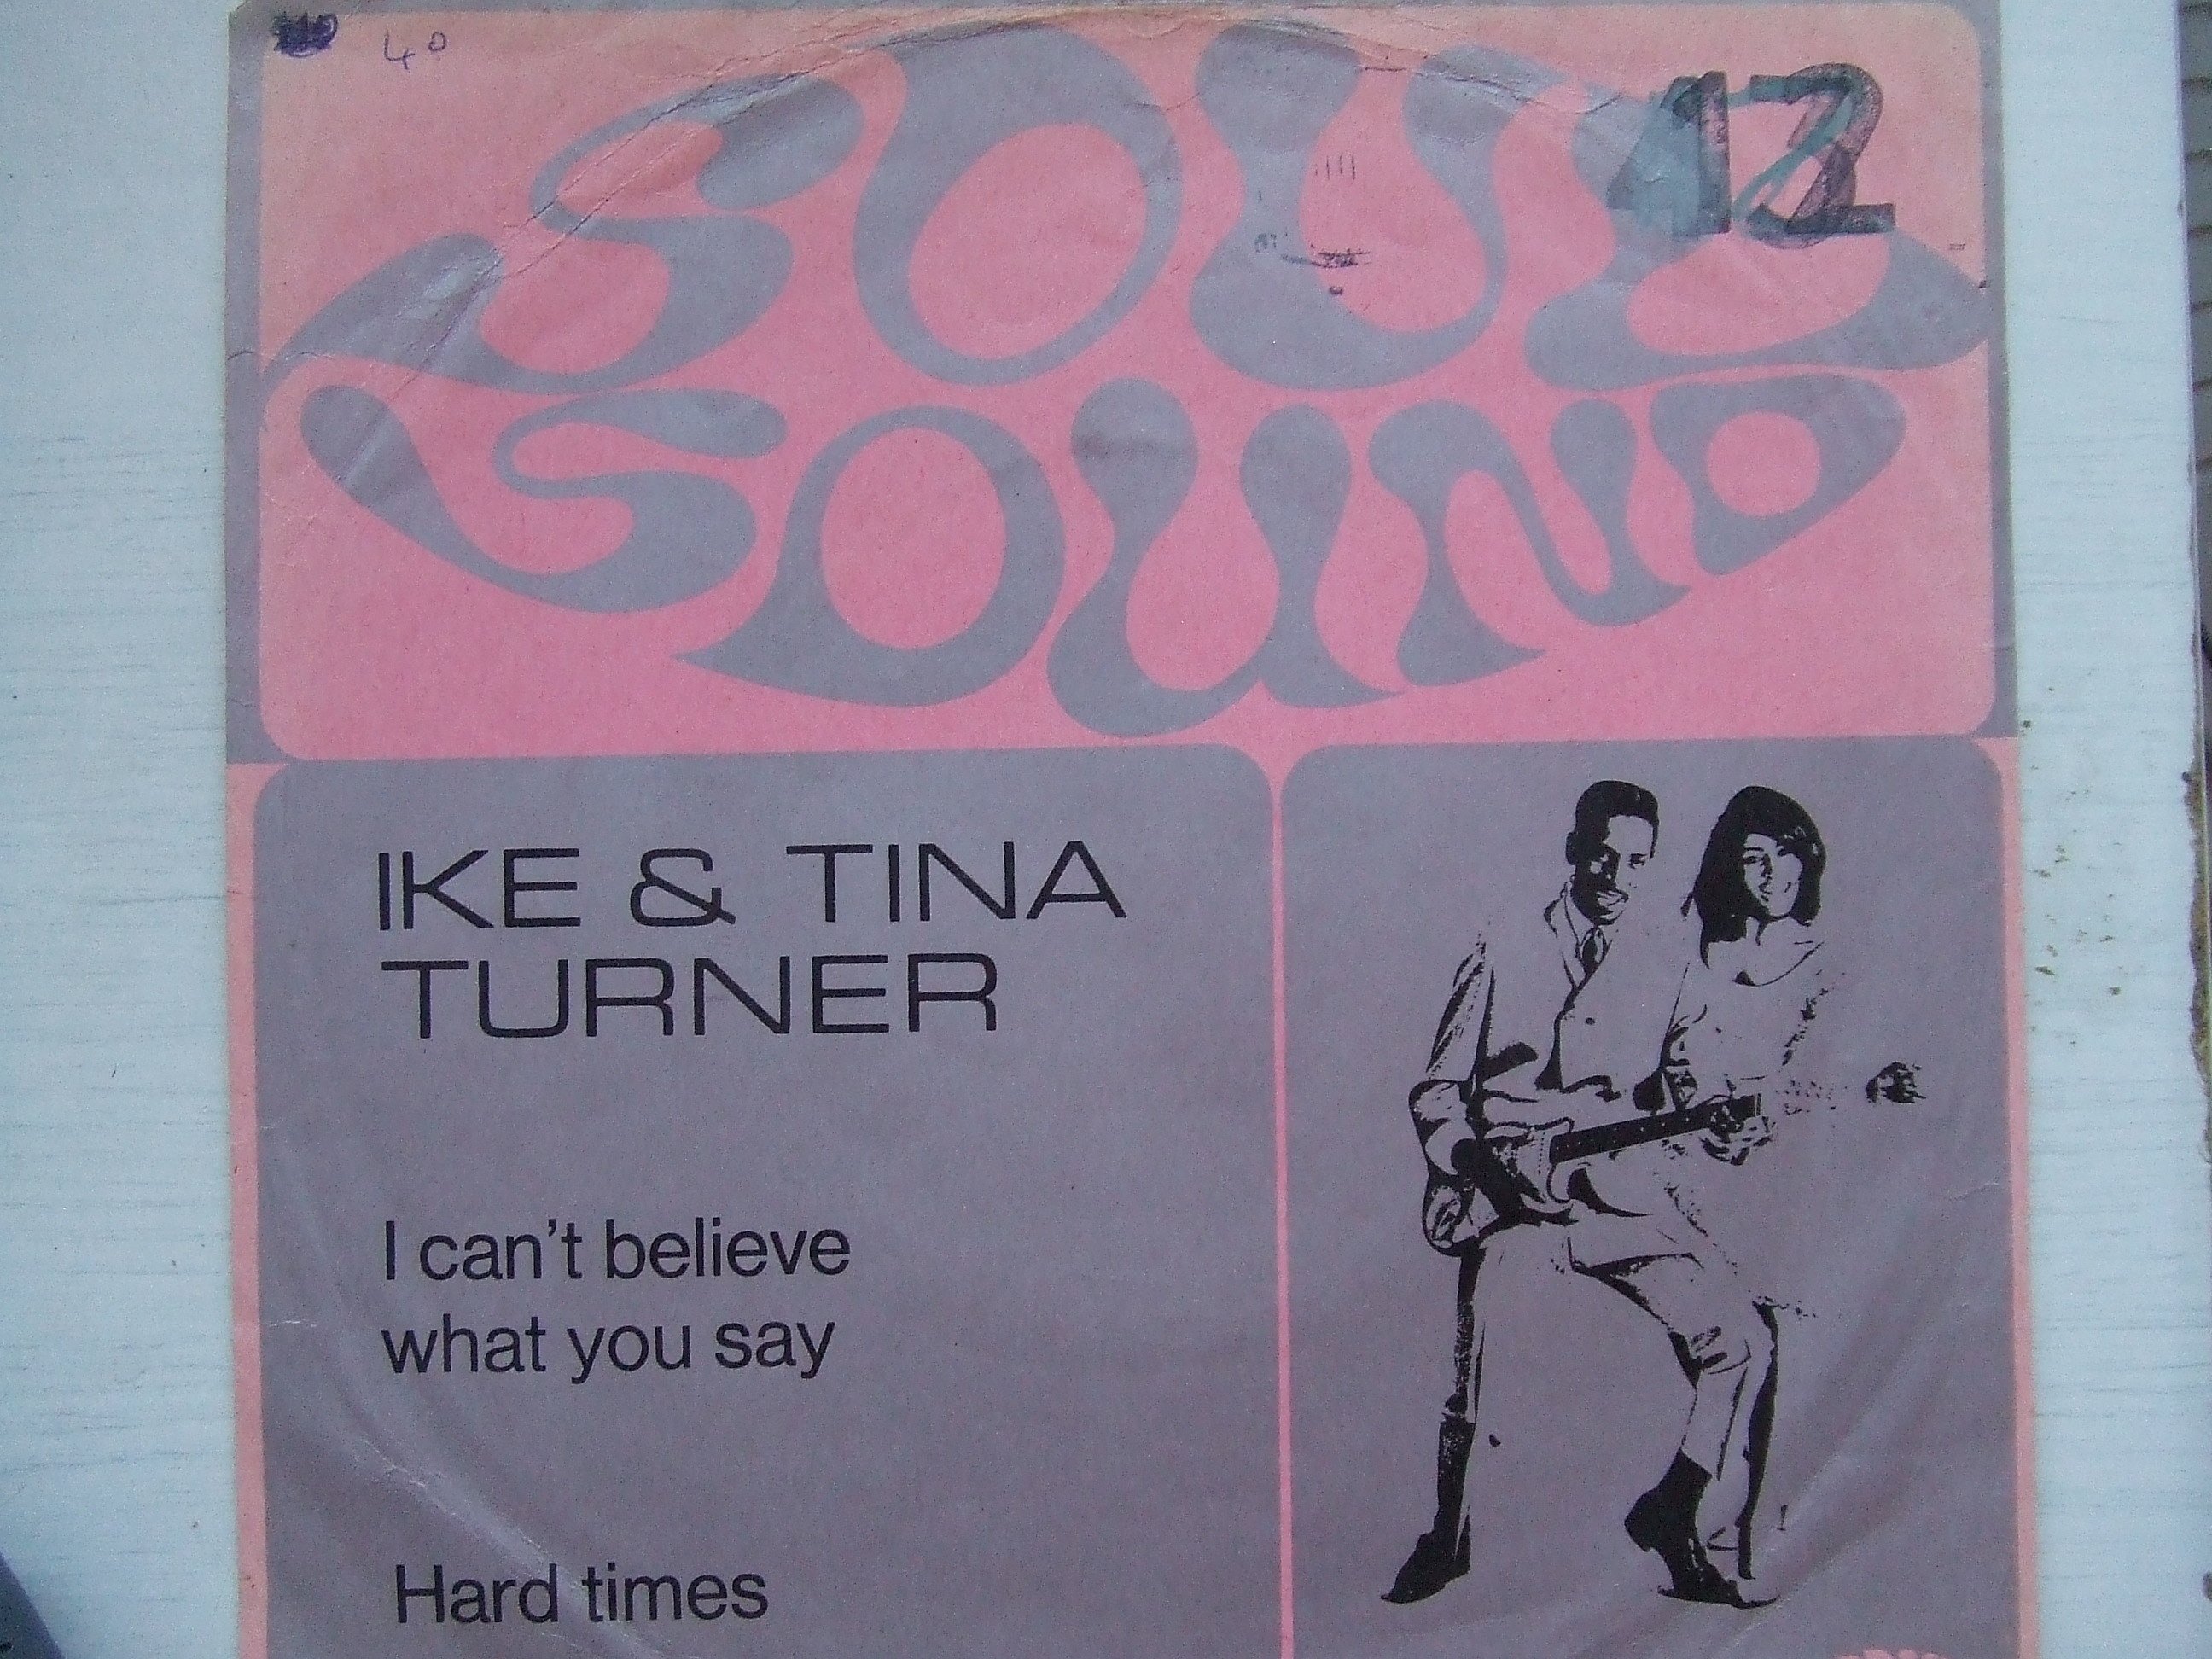 40
SOUL
SOUND
12
IKE & TINA
TURNER
I can't believe
what you say
Hard times